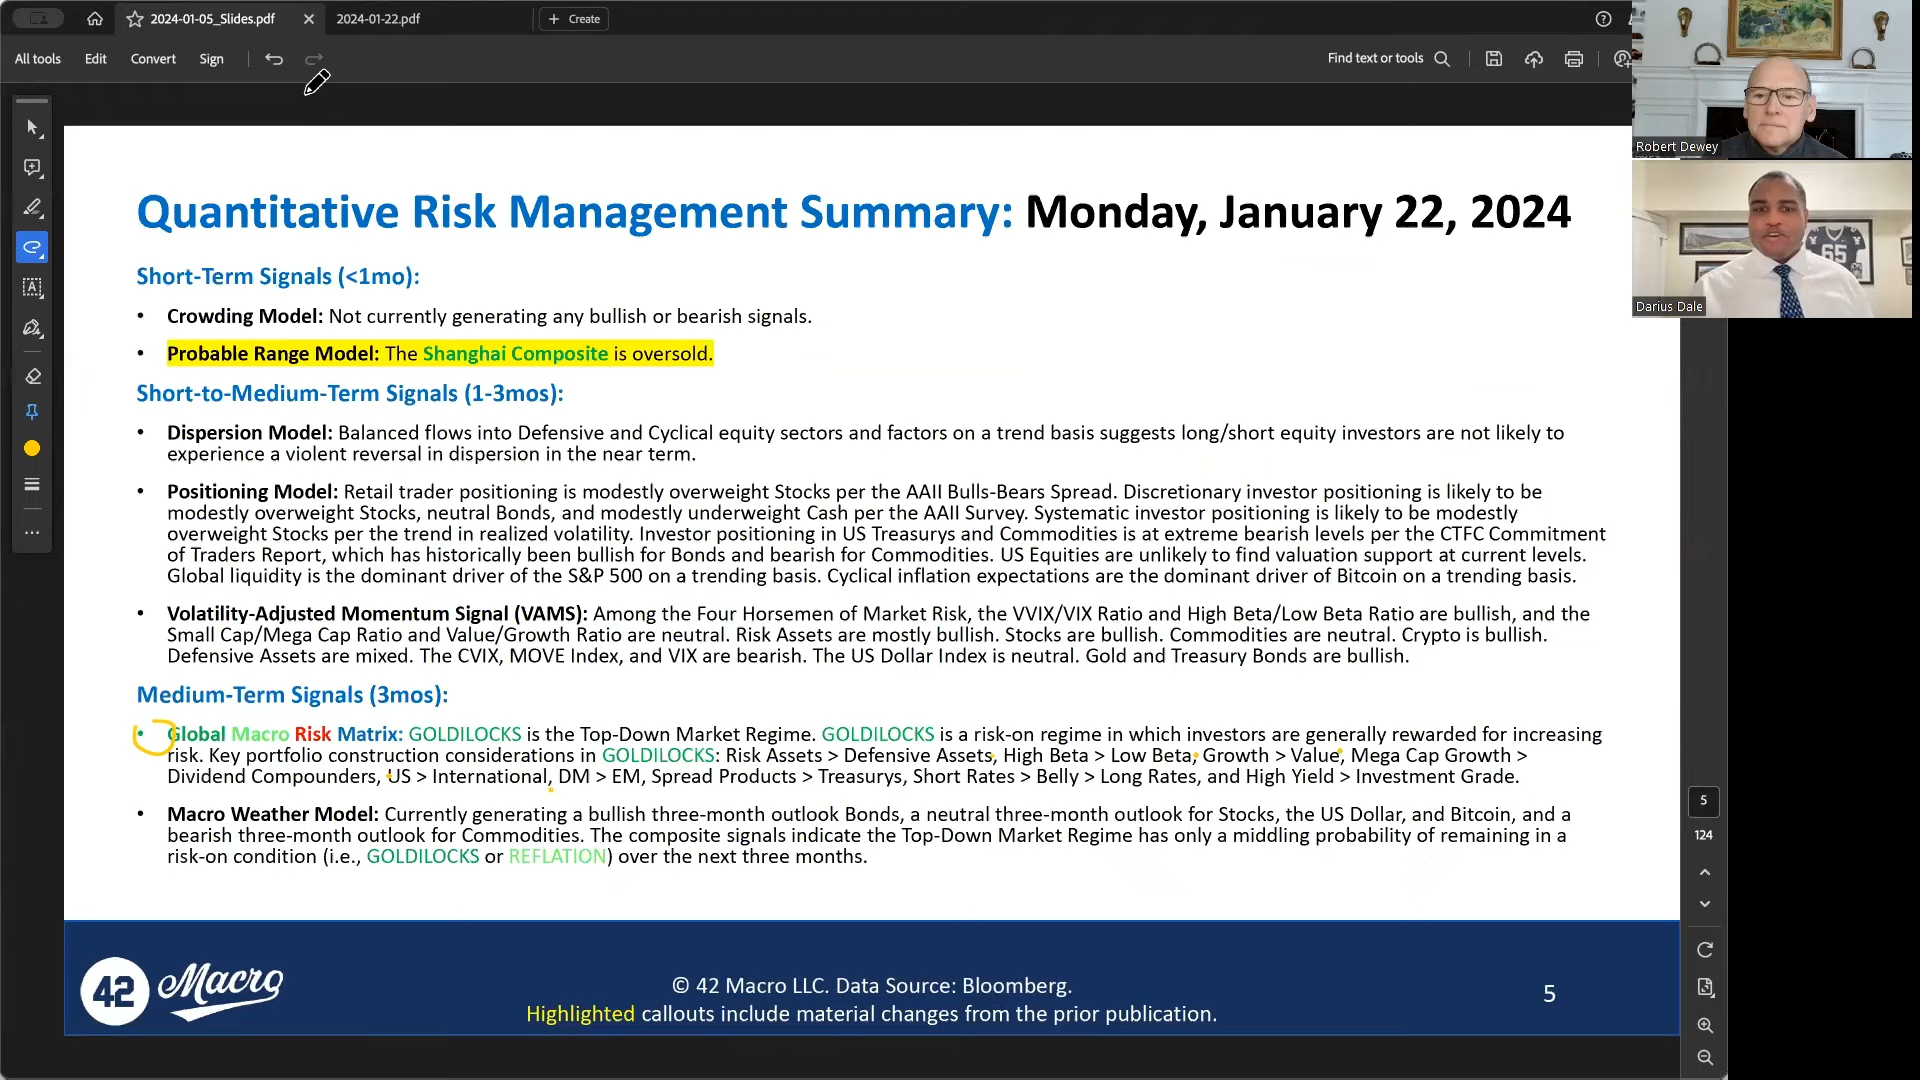 2024-01-05_Slides.pdf
2024-01-22.pdf
Create
All tools
Edit
Convert
Sign
Find text or tools
Robert Dewey
65
Darius Dale
Quantitative Risk Management Summary: Monday, January 22, 2024
Short-Term Signals (<1mo):
• Crowding Model: Not currently generating any bullish or bearish signals.
• Probable Range Model: The Shanghai Composite is oversold.
Short-to-Medium-Term Signals (1-3mos):
• Dispersion Model: Balanced flows into Defensive and Cyclical equity sectors and factors on a trend basis suggests long/short equity investors are not likely to
experience a violent reversal in dispersion in the near term.
• Positioning Model: Retail trader positioning is modestly overweight Stocks per the AAII Bulls-Bears Spread. Discretionary investor positioning is likely to be
modestly overweight Stocks, neutral Bonds, and modestly underweight Cash per the AAII Survey. Systematic investor positioning is likely to be modestly
overweight Stocks per the trend in realized volatility. Investor positioning in US Treasurys and Commodities is at extreme bearish levels per the CTFC Commitment
of Traders Report, which has historically been bullish for Bonds and bearish for Commodities. US Equities are unlikely to find valuation support at current levels.
Global liquidity is the dominant driver of the S&P 500 on a trending basis. Cyclical inflation expectations are the dominant driver of Bitcoin on a trending basis.
• Volatility-Adjusted Momentum Signal (VAMS): Among the Four Horsemen of Market Risk, the VVIX/VIX Ratio and High Beta/Low Beta Ratio are bullish, and the
Small Cap/Mega Cap Ratio and Value/Growth Ratio are neutral. Risk Assets are mostly bullish. Stocks are bullish. Commodities are neutral. Crypto is bullish.
Defensive Assets are mixed. The CVIX, MOVE Index, and VIX are bearish. The US Dollar Index is neutral. Gold and Treasury Bonds are bullish.
Medium-Term Signals (3mos):
• Global Macro Risk Matrix: GOLDILOCKS is the Top-Down Market Regime. GOLDILOCKS is a risk-on regime in which investors are generally rewarded for increasing
risk. Key portfolio construction considerations in GOLDILOCKS: Risk Assets > Defensive Assets, High Beta > Low Beta, Growth > Value, Mega Cap Growth >
Dividend Compounders, US > International, DM > EM, Spread Products > Treasurys, Short Rates > Belly > Long Rates, and High Yield > Investment Grade.
• Macro Weather Model: Currently generating a bullish three-month outlook Bonds, a neutral three-month outlook for Stocks, the US Dollar, and Bitcoin, and a
bearish three-month outlook for Commodities. The composite signals indicate the Top-Down Market Regime has only a middling probability of remaining in a
risk-on condition (i.e., GOLDILOCKS or REFLATION) over the next three months.
5
124
42 Macro
© 42 Macro LLC. Data Source: Bloomberg.
Highlighted callouts include material changes from the prior publication.
5